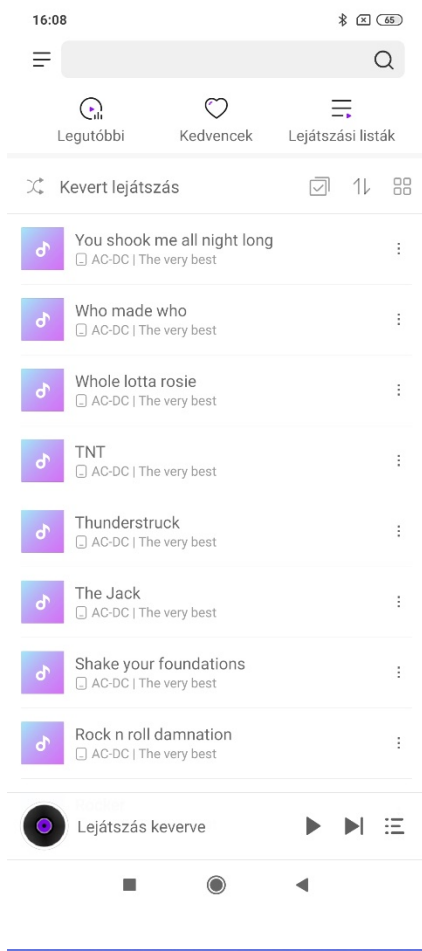 16:08
65
Legutóbbi
Kedvencek
Lejátszási listák
Kevert lejátszás
You shook me all night long
AC-DC | The very best
Who made who
AC-DC | The very best
Whole lotta rosie
AC-DC | The very best
TNT
AC-DC | The very best
Thunderstruck
AC-DC | The very best
The Jack
AC-DC | The very best
Shake your foundations
AC-DC | The very best
Rock n roll damnation
AC-DC | The very best
Lejátszás keverve